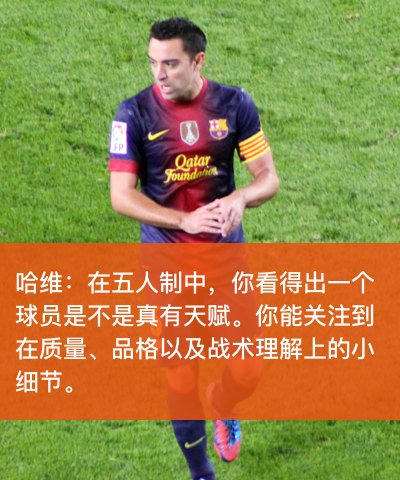 LFP
Qatar
Foundation
哈维：在五人制中，你看得出一个
球员是不是真有天赋。你能关注到
在质量、品格以及战术理解上的小
细节。